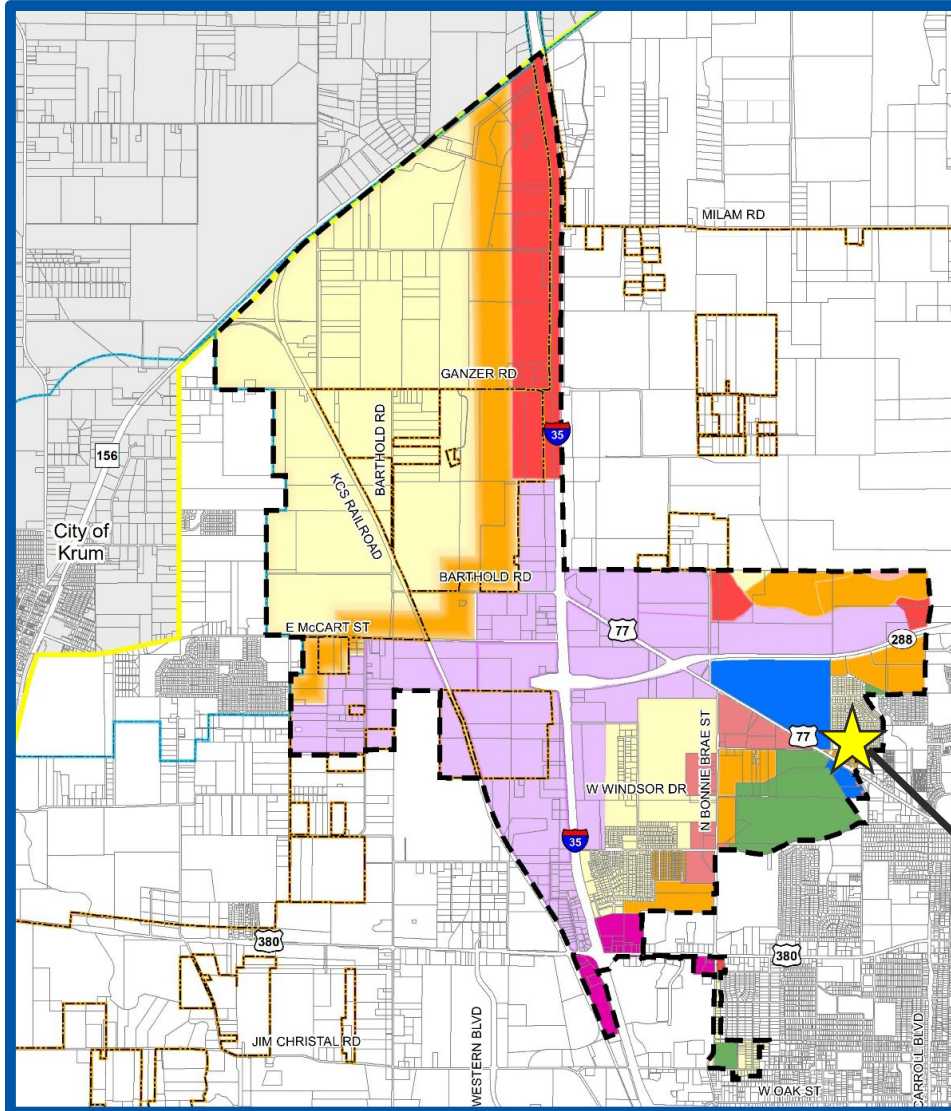 MILAM RD
GANZER RD
35
BARTHOLD RD
156
KCS RAILROAD
City of
Krum
BARTHOLD RD
E McCART ST
77
288
77
N BONNIE BRAE ST
W WINDSOR DR
35
380
380
WESTERN BLVD
JIM CHRISTAL RD
CARROLL BLVD
W OAK ST